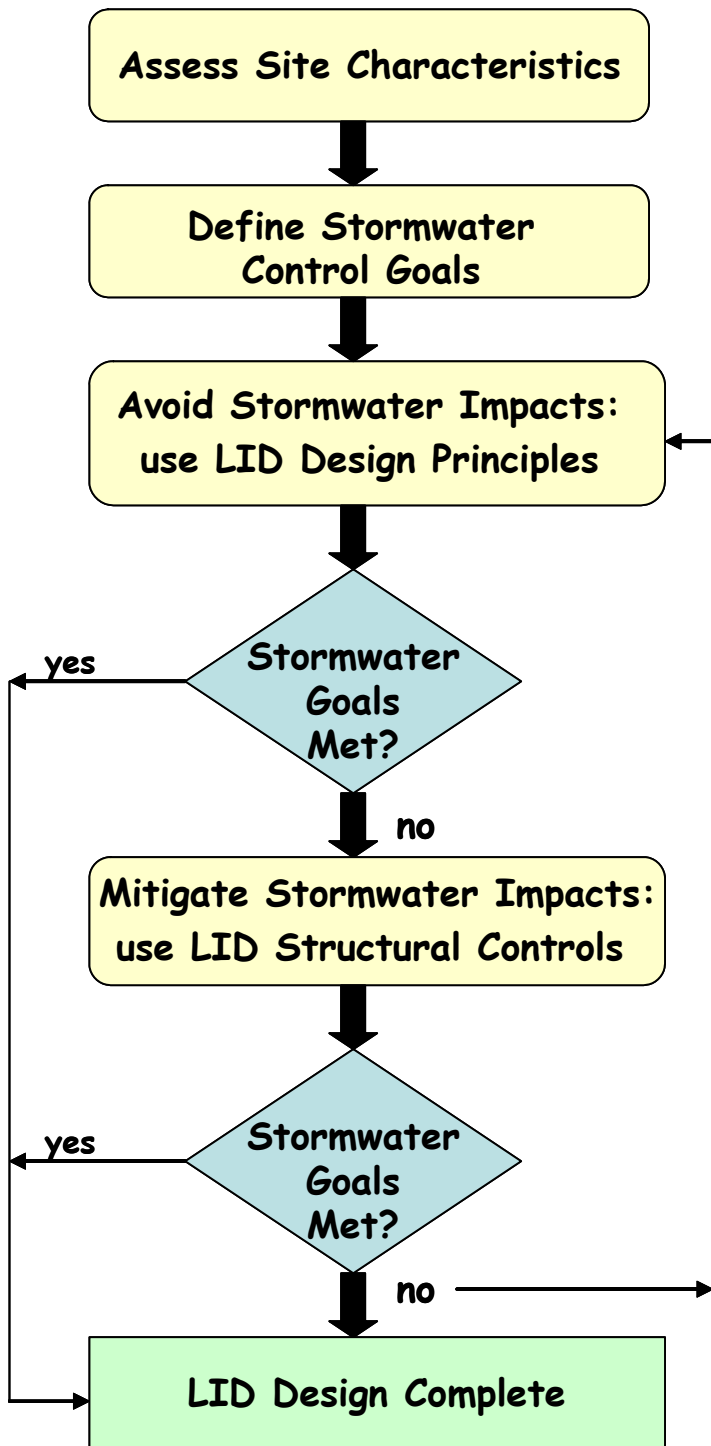 Assess Site Characteristics
Define Stormwater
Control Goals
Avoid Stormwater Impacts:
use LID Design Principles
yes
Stormwater
Goals
Met?
no
Mitigate Stormwater Impacts:
use LID Structural Controls
yes
Stormwater
Goals
Met?
no
LID Design Complete